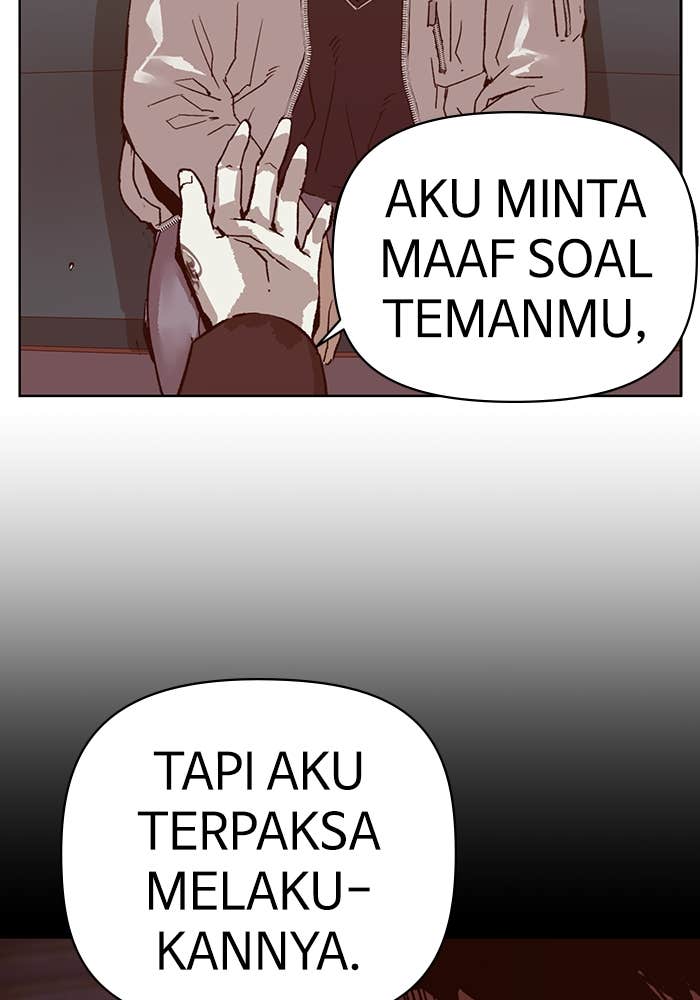 AKU MINTA
MAAF SOAL
TEMANMU,
TAPI AKU
TERPAKSA
MELAKU-
KANNYA.